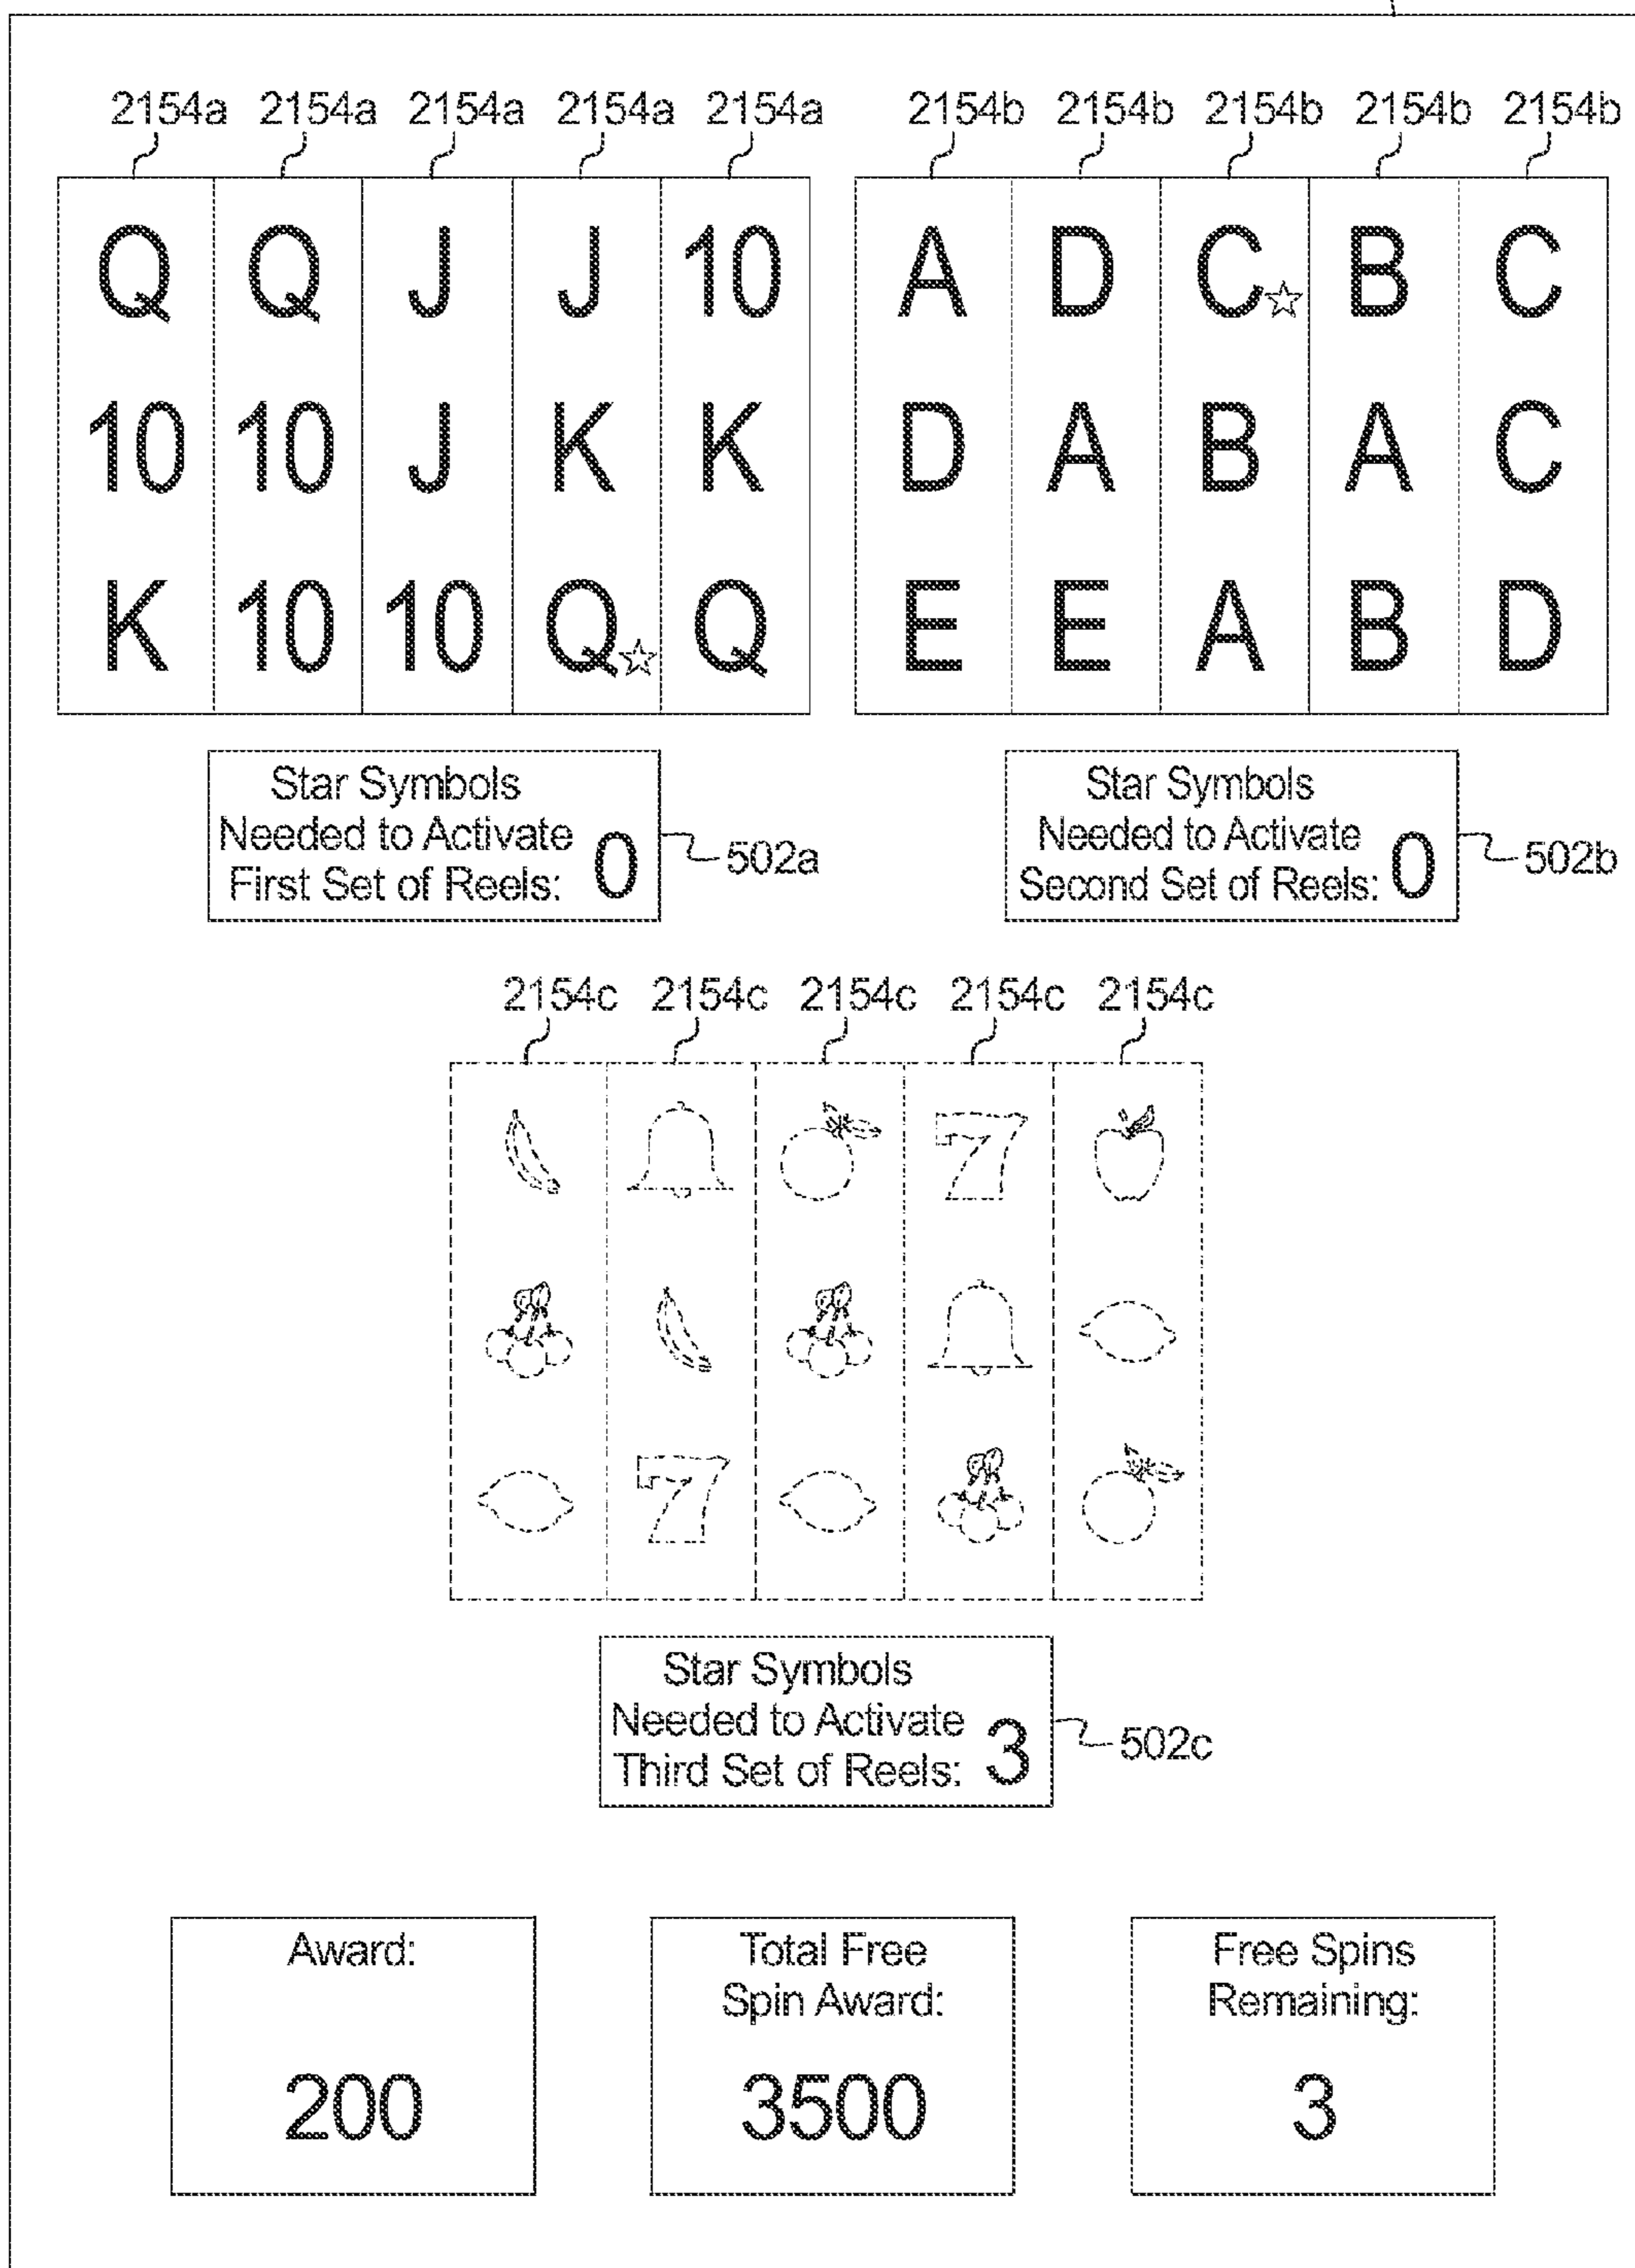 2154a 2154a 2154a 2154a 2154a 2154b 2154b 2154b 2154b 2154b
Q Q J J 10 A D C☆ B C
10 10 J K K D A B A C
K 10 10 Q☆ Q E E A B D
Star Symbols
Needed to Activate
First Set of Reels: 0
502a
Star Symbols
Needed to Activate
Second Set of Reels: 0
502b
2154c 2154c 2154c 2154c 2154c
7
7
Star Symbols
Needed to Activate
Third Set of Reels: 3
502c
Award:
200
Total Free
Spin Award:
3500
Free Spins
Remaining:
3